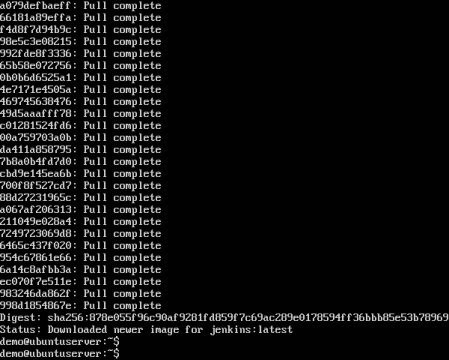 a079defbaeff: Pull complete
66181a89effa: Pull complete
f4d8f7d94b9c: Pull complete
98e5c3e08215: Pull complete
992fde8f3336: Pull complete
65b58e072756: Pull complete
0b0b6d6525a1: Pull complete
4e7171e4505a: Pull complete
469745638476: Pull complete
49d5aaafff78: Pull complete
c01281524fd6: Pull complete
00a759703a0b: Pull complete
da411a858795: Pull complete
7b8a0b4fd7d0: Pull complete
cbd9e145ea6b: Pull complete
700f8f527cd7: Pull complete
88d27231965c: Pull complete
a067af206313: Pull complete
211049e028a4: Pull complete
7249723069d8: Pull complete
6465c437f020: Pull complete
954c67861e66: Pull complete
6a14c8afbb3a: Pull complete
ec070f7e511e: Pull complete
983246da862f: Pull complete
998d1854867e: Pull complete
Digest: sha256:878e055f96c90af9281fd859f7c69ac289e0178594ff36bbb85e53b78969
Status: Downloaded newer image for jenkins:latest
demo@ubuntuserver:~$
demo@ubuntuserver:~$